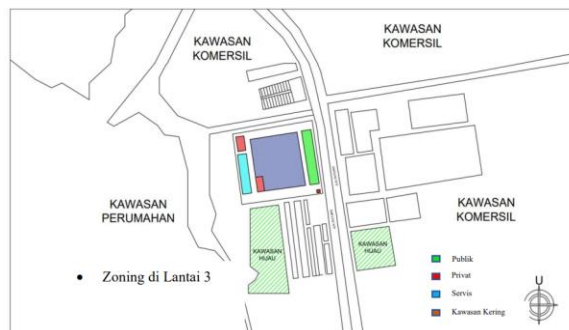 KAWASAN
KOMERSIL
KAWASAN
KOMERSIL
KAWASAN
PERUMAHAN
KAWASAN
KOMERSIL
KAWASAN
HIJAU
KAWASAN
HIJAU
• Zoning di Lantai 3
Publik
Privat
Servis
Kawasan Kering
U